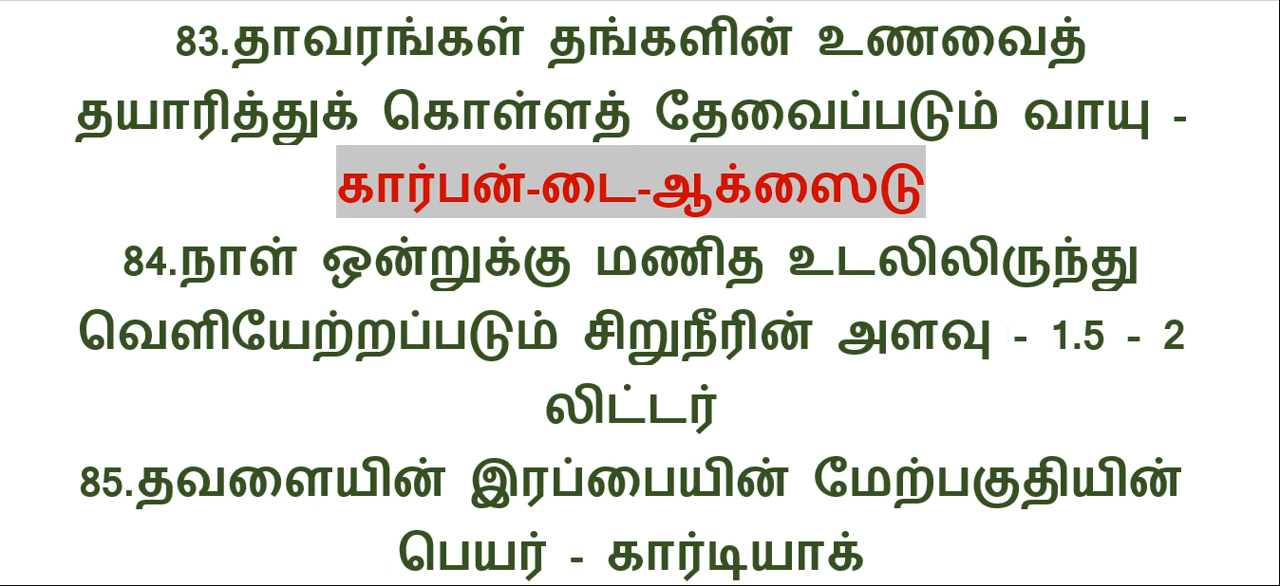 83.தாவரங்கள் தங்களின் உணவைத்
தயாரித்துக் கொள்ளத் தேவைப்படும் வாயு -
கார்பன்-டை-ஆக்ஸைடு
84.நாள் ஒன்றுக்கு மணித உடலிலிருந்து
வெளியேற்றப்படும் சிறுநீரின் அளவு - 1.5 - 2
லிட்டர்
85.தவளையின் இரப்பையின் மேற்பகுதியின்
பெயர் - கார்டியாக்